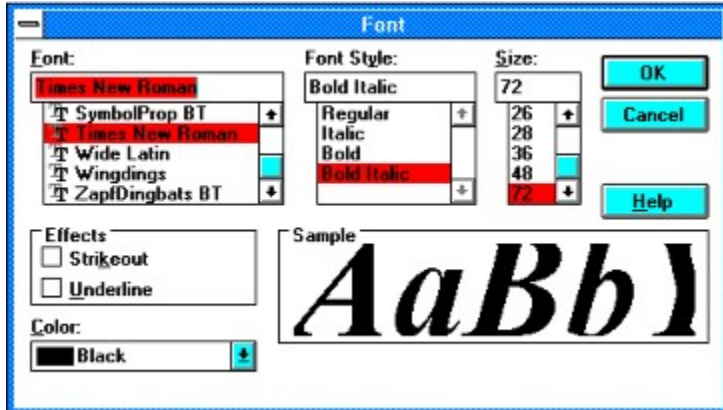 Font
Font:
Times New Roman
SymbolProp BT
Times New Roman
Wide Latin
Wingdings
ZapfDingbats BT
Font Style:
Bold Italic
Regular
Italic
Bold
Bold Italic
Size:
72
26
28
36
48
72
OK
Cancel
Help
Effects
Strikeout
Underline
Color:
Black
Sample
AaBb